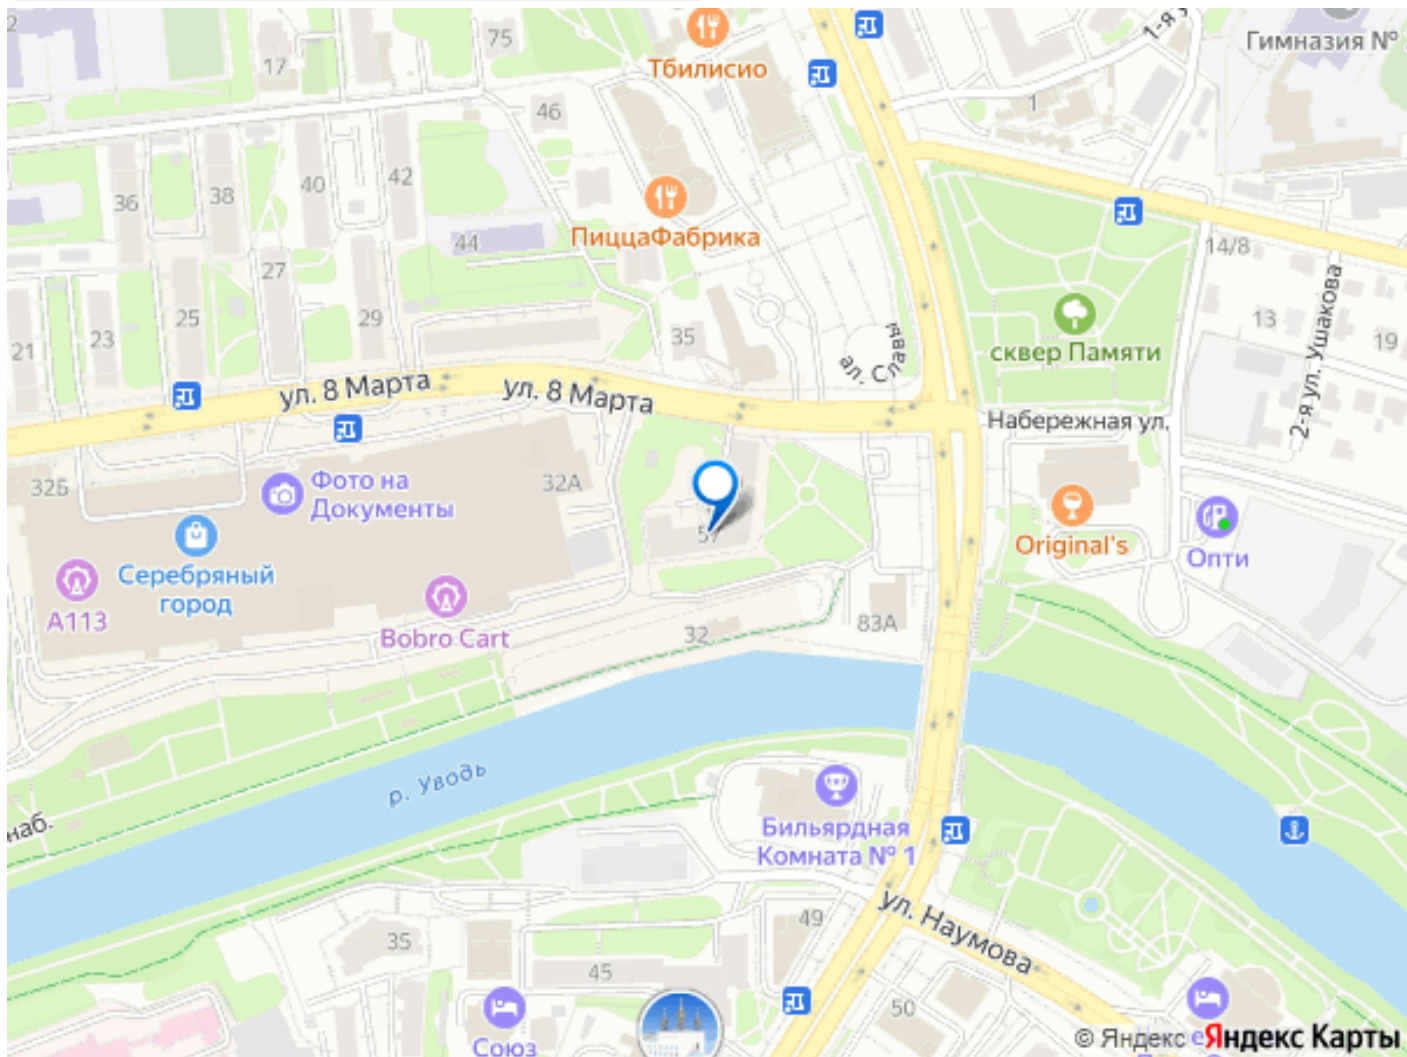 75
17
Тбилисио
1-я у
Гимназия №
46
1
36
38
40
42
ПиццаФабрика
44
14/8
27
21
23
25
29
35
13
19
2-я ул. Ушакова
ал. Славы
сквер Памяти
ул. 8 Марта
ул. 8 Марта
Набережная ул.
32Б
Фото на
Документы
32А
57
Original's
Опти
Серебряный
город
А113
Bobro Cart
32
83А
р. Уводь
наб.
Бильярдная
Комната № 1
ул. Наумова
35
49
45
50
Союз
© Яндекс
Яндекс Карты